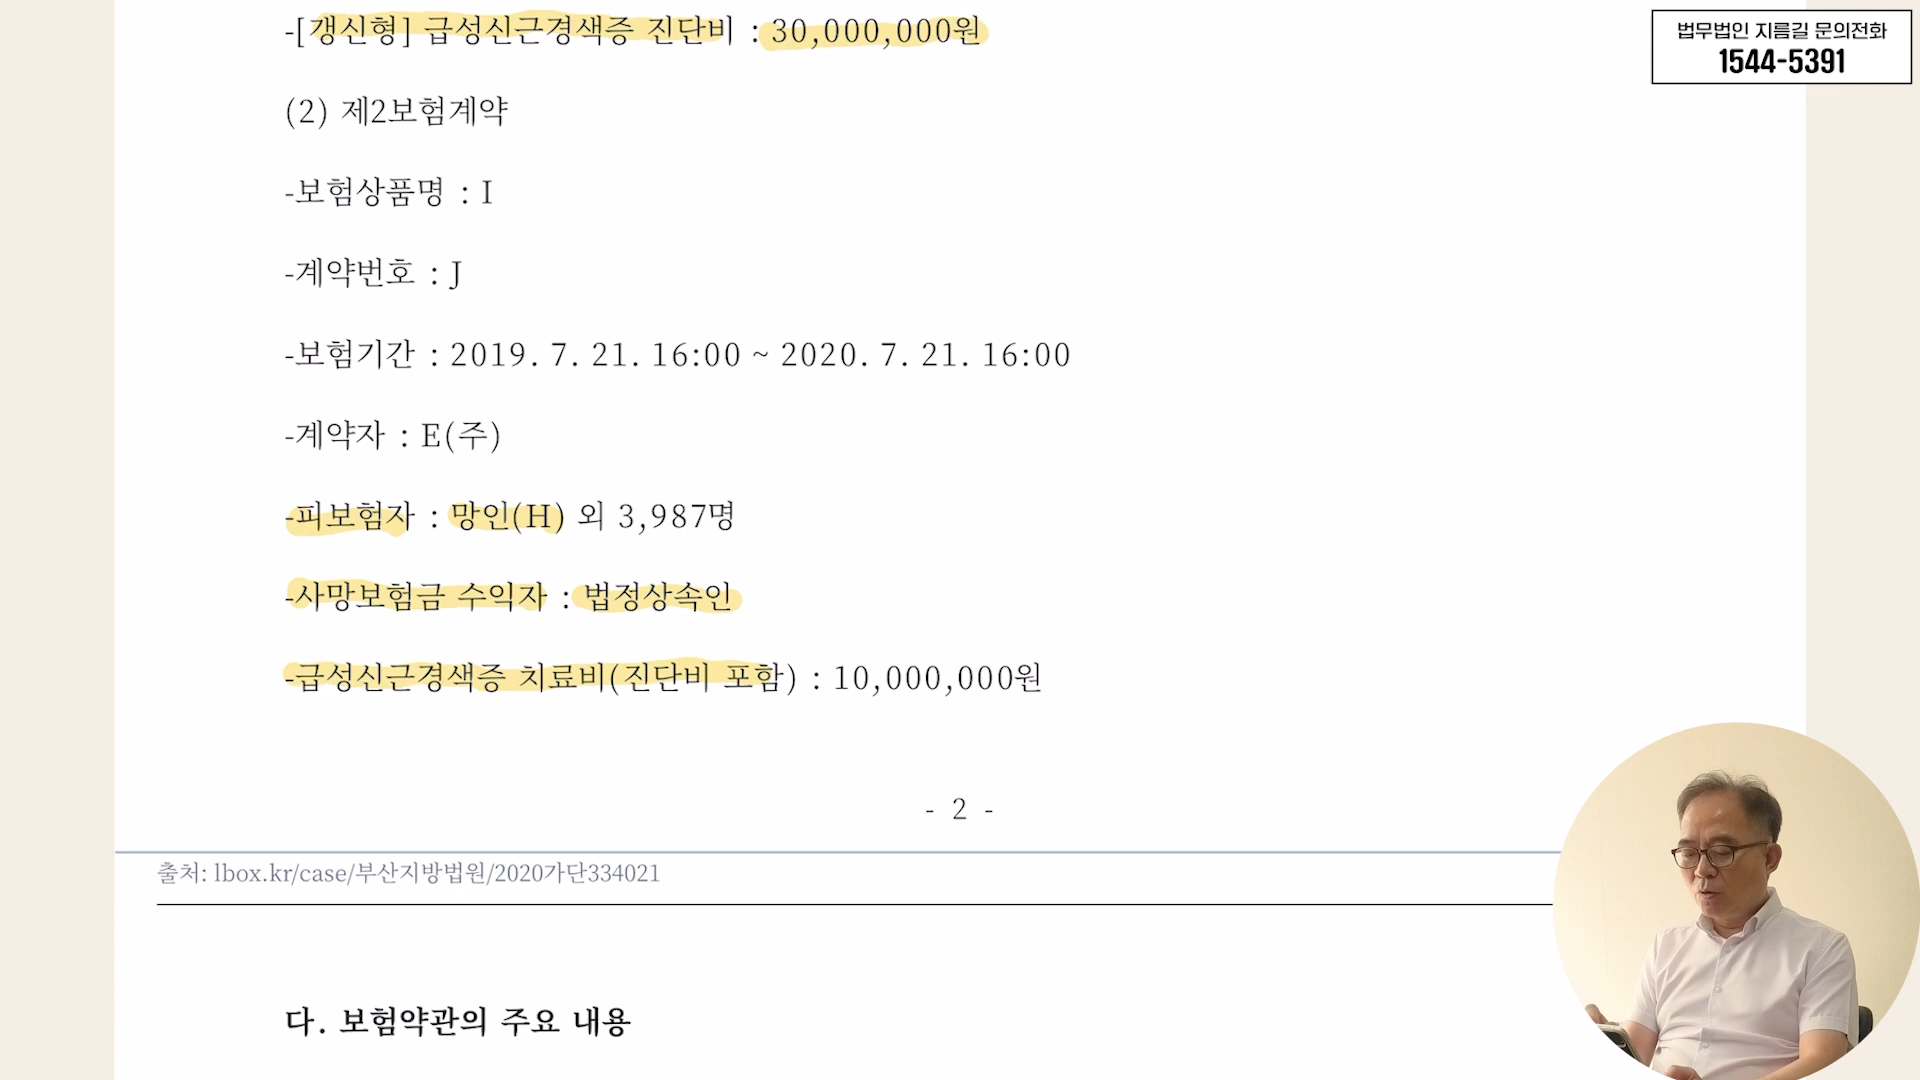 -[갱신형] 급성신근경색증 진단비 : 30,000,000원
법무법인 지름길 문의전화
1544-5391
(2) 제2보험계약
-보험상품명 : I
-계약번호 : J
-보험기간 : 2019. 7. 21. 16:00 ~ 2020. 7. 21. 16:00
-계약자 : E(주)
-피보험자 : 망인(H) 외 3,987명
-사망보험금 수익자 : 법정상속인
-급성신근경색증 치료비(진단비 포함) : 10,000,000원
- 2 -
출처: lbox.kr/case/부산지방법원/2020가단334021
다. 보험약관의 주요 내용